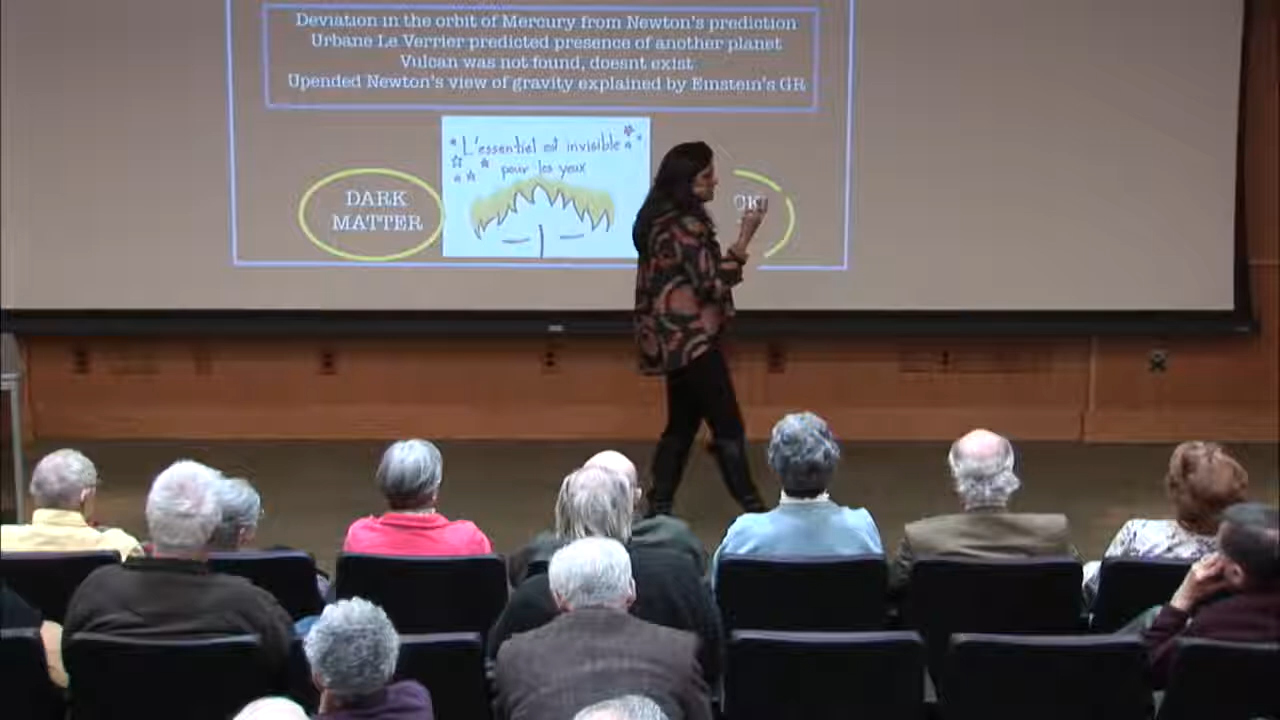 Deviation in the orbit of Mercury from Newton's prediction
Urbane Le Verrier predicted presence of another planet
Vulcan was not found, doesnt exist
Upended Newton's view of gravity explained by Einstein's GR
L'essentiel est invisible
pour les yeux
DARK
MATTER